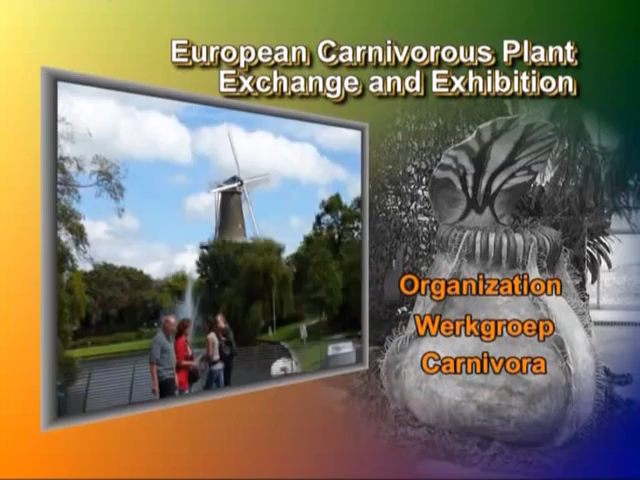 European Carnivorous Plant
Exchange and Exhibition
Organization
Werkgroep
Carnivora